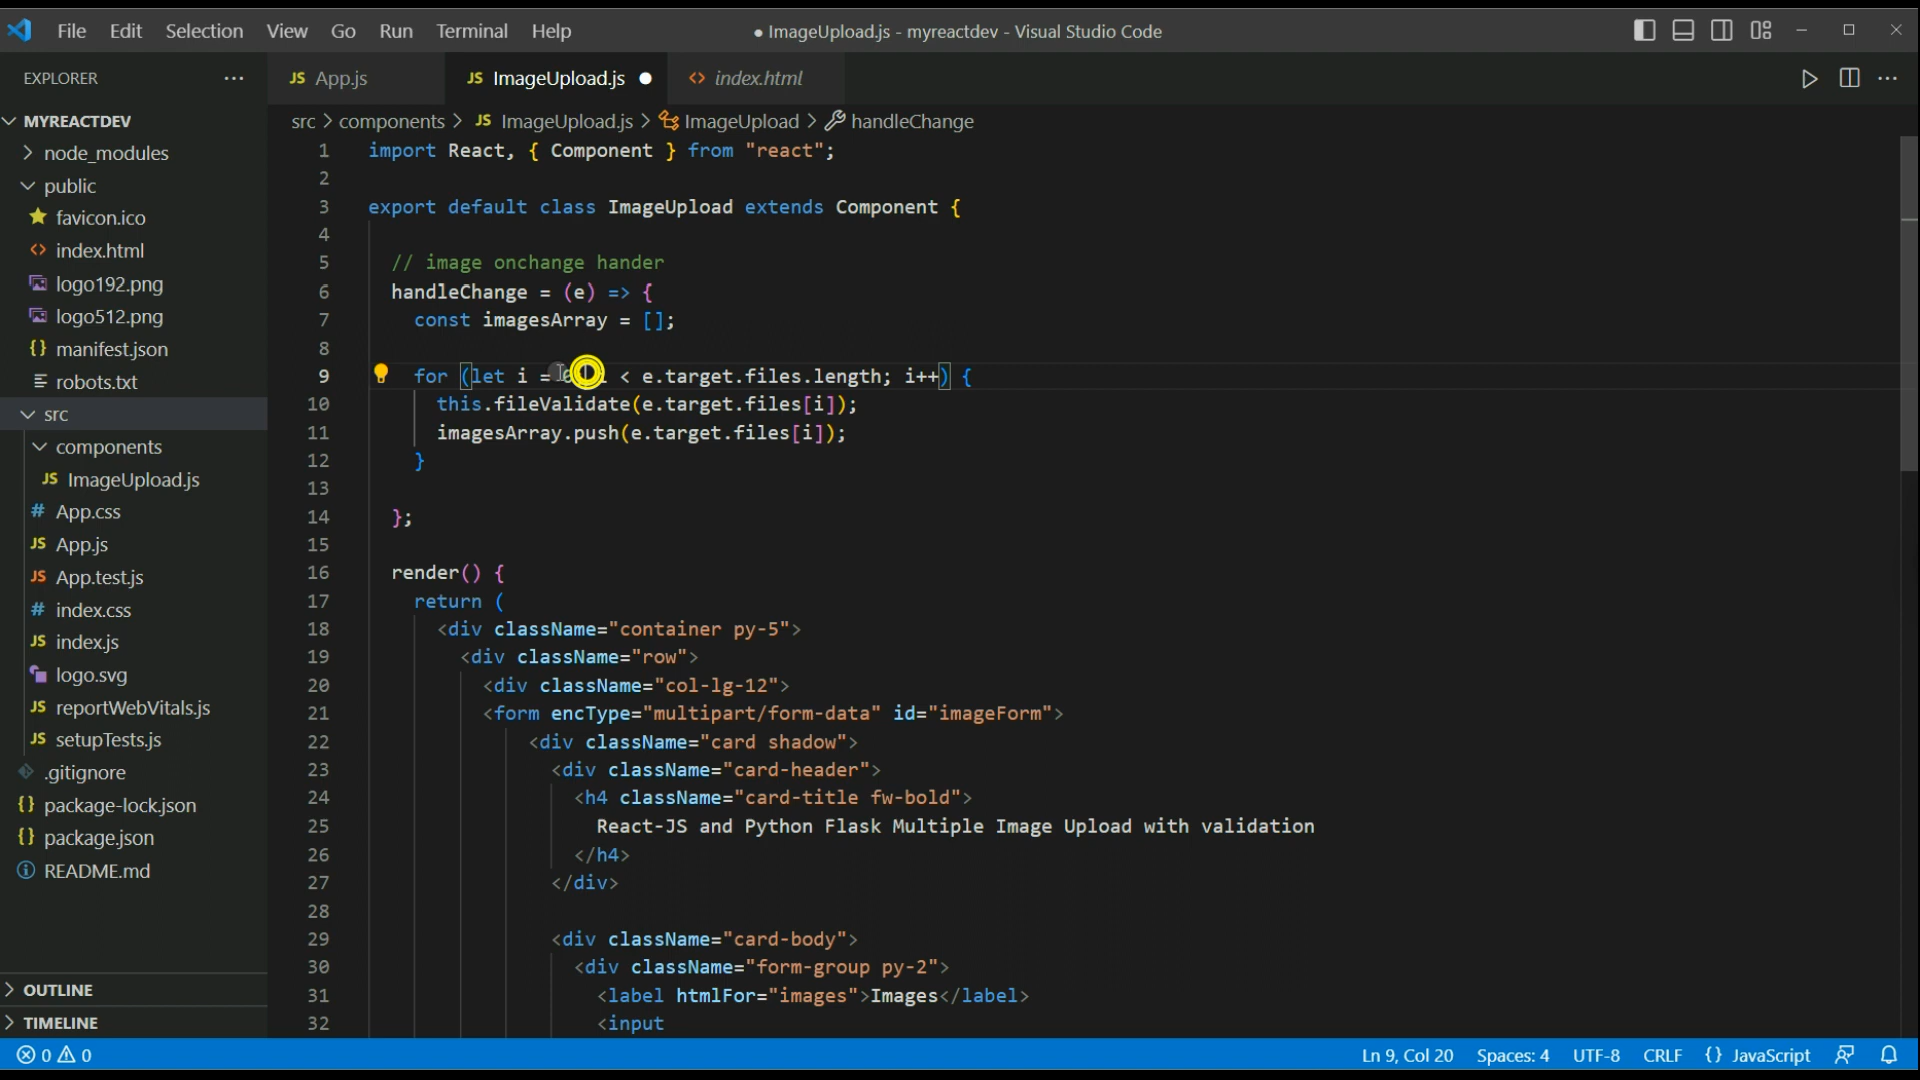 File Edit Selection View Go Run Terminal Help
● ImageUpload.js - myreactdev - Visual Studio Code
EXPLORER ···
JS App.js
JS ImageUpload.js ●
<> index.html
MYREACTDEV
node_modules
public
favicon.ico
<> index.html
logo192.png
logo512.png
{} manifest.json
robots.txt
src
components
JS ImageUpload.js
# App.css
JS App.js
JS App.test.js
# index.css
JS index.js
logo.svg
JS reportWebVitals.js
JS setupTests.js
.gitignore
{} package-lock.json
{} package.json
README.md
OUTLINE
TIMELINE
src > components > JS ImageUpload.js > ImageUpload > handleChange
1 import React, { Component } from "react";
2
3 export default class ImageUpload extends Component {
4
5 // image onchange hander
6 handleChange = (e) => {
7 const imagesArray = [];
8
9 for (let i = < e.target.files.length; i++) {
10 this.fileValidate(e.target.files[i]);
11 imagesArray.push(e.target.files[i]);
12 }
13
14 };
15
16 render() {
17 return (
18 <div className="container py-5">
19 <div className="row">
20 <div className="col-lg-12">
21 <form encType="multipart/form-data" id="imageForm">
22 <div className="card shadow">
23 <div className="card-header">
24 <h4 className="card-title fw-bold">
25 React-JS and Python Flask Multiple Image Upload with validation
26 </h4>
27 </div>
28
29 <div className="card-body">
30 <div className="form-group py-2">
31 <label htmlFor="images">Images</label>
32 <input
0 0
Ln 9, Col 20 Spaces: 4 UTF-8 CRLF {} JavaScript